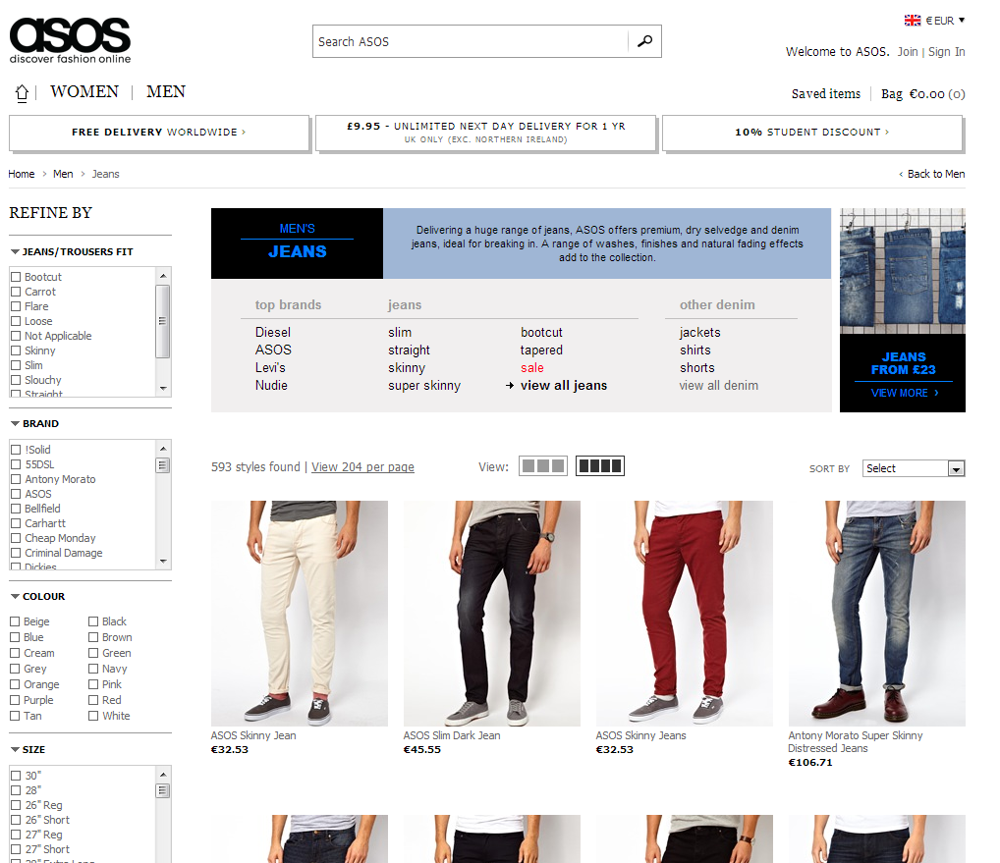 asos
discover fashion online
Search ASOS
€ EUR
Welcome to ASOS. Join | Sign In
WOMEN | MEN
Saved items | Bag €0.00 (0)
FREE DELIVERY WORLDWIDE ›
£9.95 - UNLIMITED NEXT DAY DELIVERY FOR 1 YR
UK ONLY (EXC. NORTHERN IRELAND)
10% STUDENT DISCOUNT ›
Home › Men › Jeans
‹ Back to Men
REFINE BY
JEANS/TROUSERS FIT
Bootcut
Carrot
Flare
Loose
Not Applicable
Skinny
Slim
Slouchy
Straight
BRAND
!Solid
55DSL
Antony Morato
ASOS
Bellfield
Carhartt
Cheap Monday
Criminal Damage
Dickies
COLOUR
Beige Black
Blue Brown
Cream Green
Grey Navy
Orange Pink
Purple Red
Tan White
SIZE
30"
28"
26" Reg
26" Short
27" Reg
27" Short
MEN'S
JEANS
Delivering a huge range of jeans, ASOS offers premium, dry selvedge and denim
jeans, ideal for breaking in. A range of washes, finishes and natural fading effects
add to the collection.
top brands
Diesel
ASOS
Levi's
Nudie
jeans
slim
straight
skinny
super skinny
bootcut
tapered
sale
view all jeans
other denim
jackets
shirts
shorts
view all denim
JEANS
FROM £23
VIEW MORE ›
593 styles found | View 204 per page
View:
SORT BY Select
ASOS Skinny Jean
€32.53
ASOS Slim Dark Jean
€45.55
ASOS Skinny Jeans
€32.53
Antony Morato Super Skinny
Distressed Jeans
€106.71